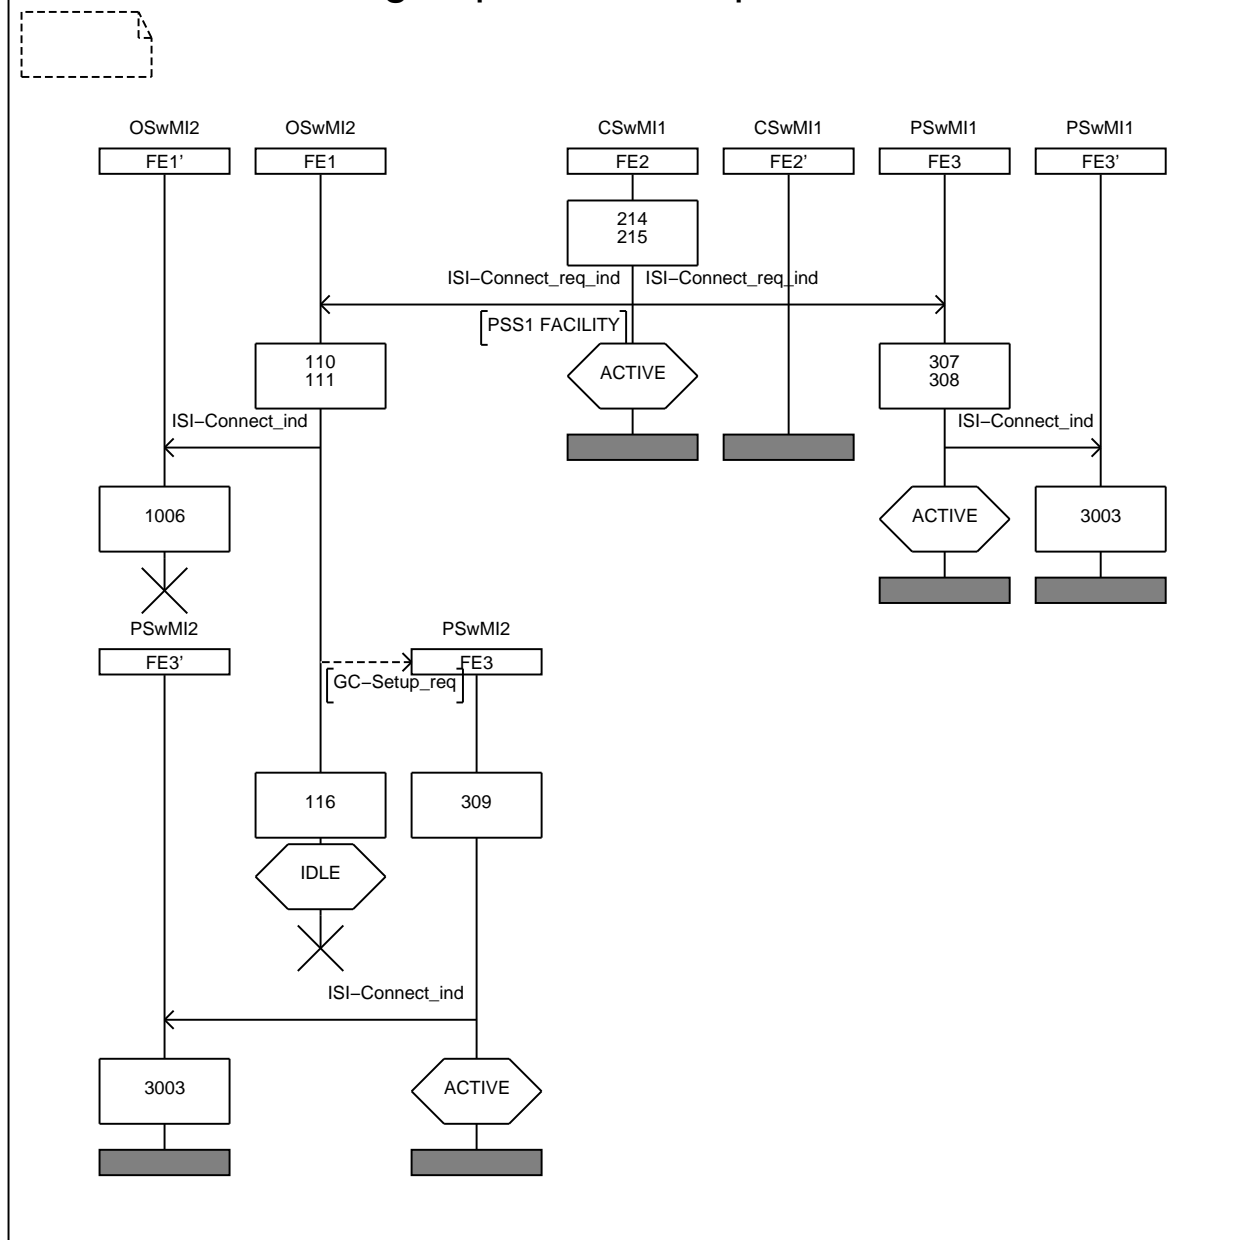 OSwMI2
OSwMI2
CSwMI1
CSwMI1
PSwMI1
PSwMI1
FE1'
FE1
FE2
FE2'
FE3
FE3'
214
215
ISI−Connect_req_ind
ISI−Connect_req_ind
PSS1 FACILITY
110
111
ACTIVE
307
308
ISI−Connect_ind
ISI−Connect_ind
1006
ACTIVE
3003
PSwMI2
PSwMI2
FE3'
FE3
GC−Setup_req
116
309
IDLE
ISI−Connect_ind
3003
ACTIVE